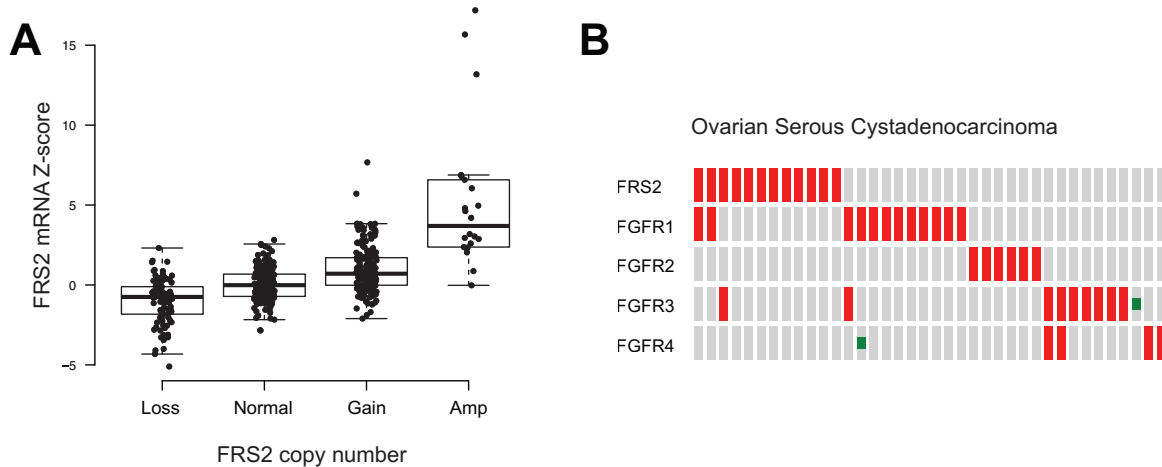 A
FRS2 mRNA Z-score
15
10
5
0
−5
Loss Normal Gain Amp
FRS2 copy number
B
Ovarian Serous Cystadenocarcinoma
FRS2
FGFR1
FGFR2
FGFR3
FGFR4